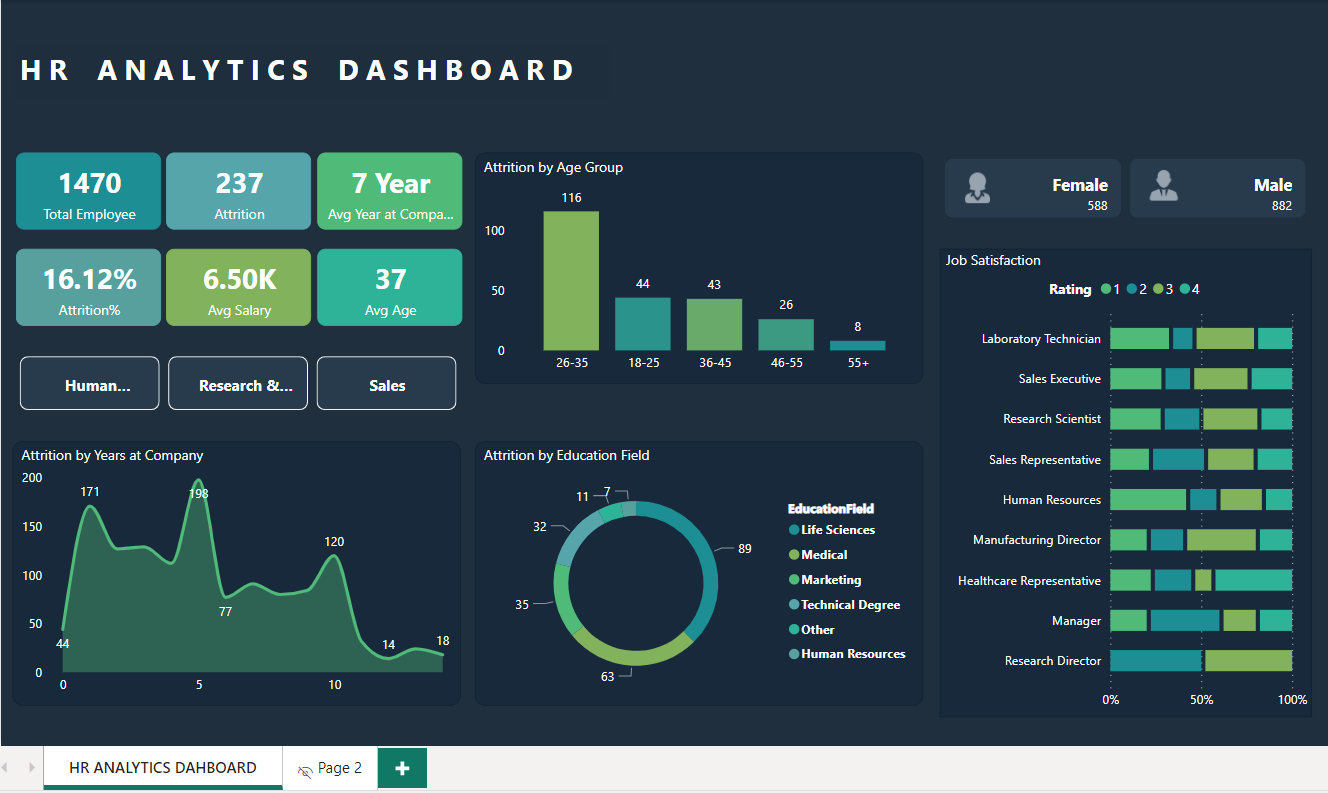 HR ANALYTICS DASHBOARD
1470
Total Employee
237
Attrition
7 Year
Avg Year at Compa...
16.12%
Attrition%
6.50K
Avg Salary
37
Avg Age
Human...
Research &...
Sales
Attrition by Age Group
116
100
44
43
50
26
8
0
26-35 18-25 36-45 46-55 55+
Female
588
Male
882
Job Satisfaction
Rating 1 2 3 4
Laboratory Technician
Sales Executive
Research Scientist
Sales Representative
Human Resources
Manufacturing Director
Healthcare Representative
Manager
Research Director
0% 50% 100%
Attrition by Years at Company
200
171
198
150
120
100
77
50
44
14
18
0
0 5 10
Attrition by Education Field
7
11
32
89
35
63
EducationField
Life Sciences
Medical
Marketing
Technical Degree
Other
Human Resources
HR ANALYTICS DAHBOARD
Page 2
+